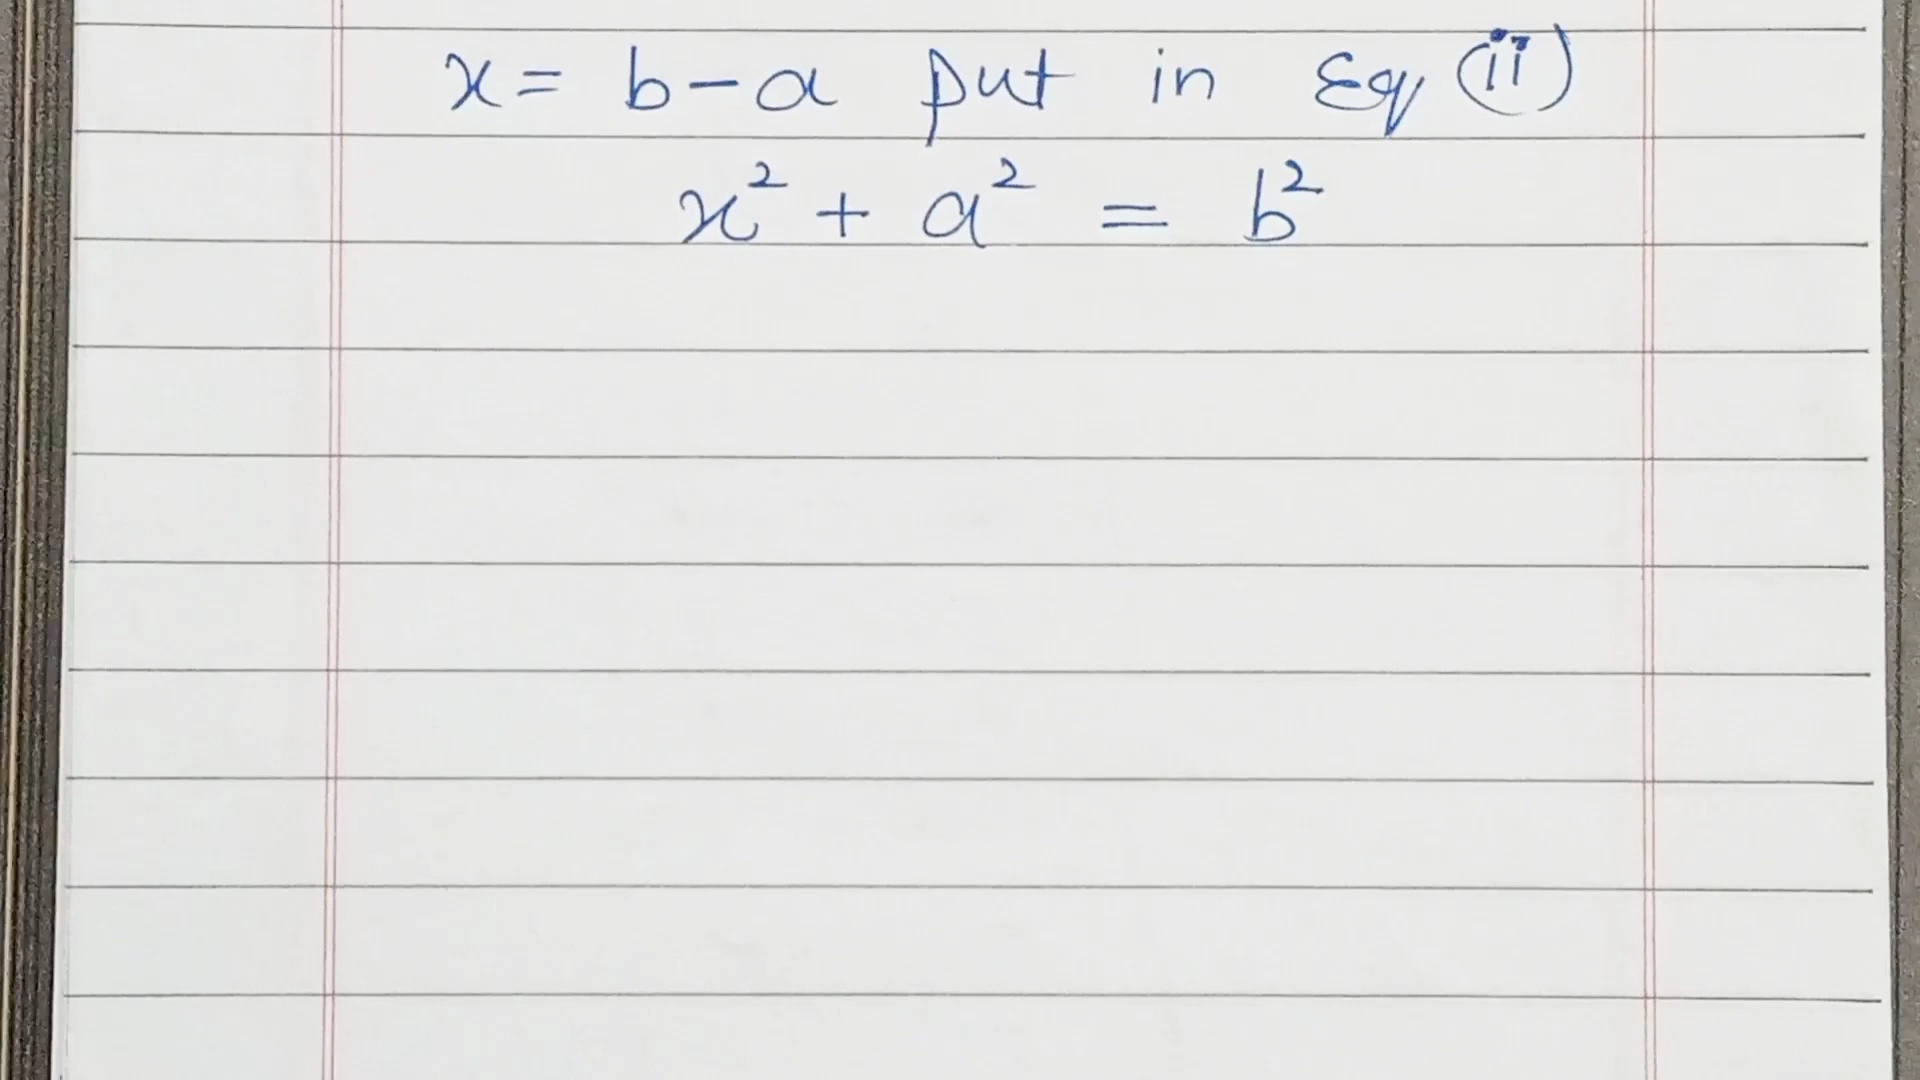 x = b - a put in Eq (ii)
x² + a² = b²